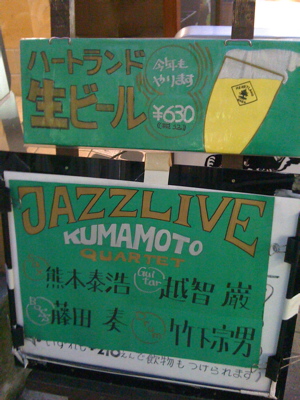 ハートランド
生ビール
今年も
やります
¥630
JAZZLIVE
KUMAMOTO
QUARTET
熊本泰浩
Guitar
越智 巌
藤田 奏
竹下宗男
¥210
飲物もつけられます